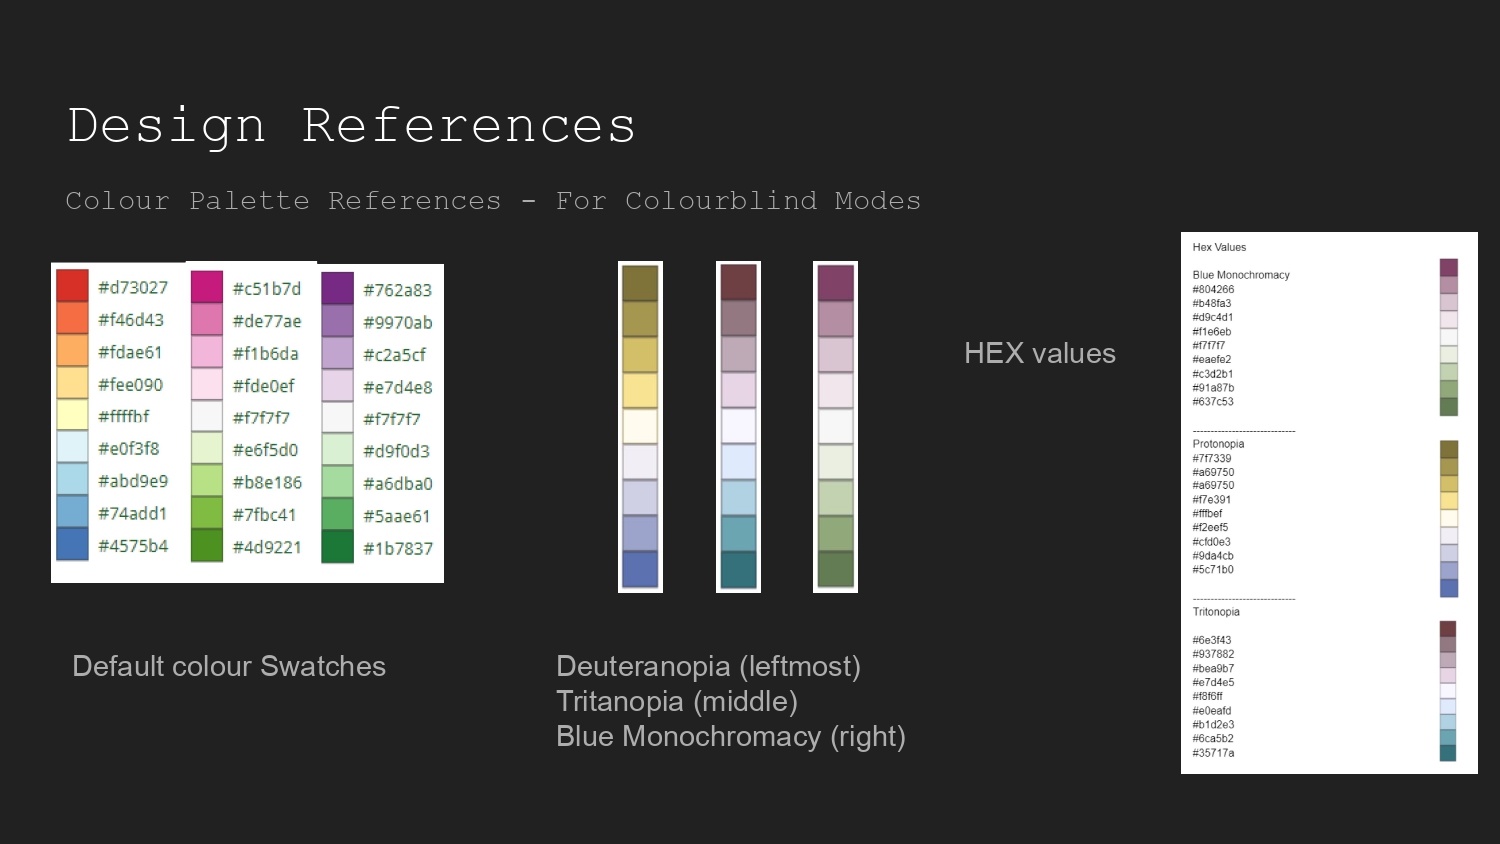 Design References
Colour Palette References - For Colourblind Modes
#d73027
#f46d43
#fdae61
#fee090
#ffffbf
#e0f3f8
#abd9e9
#74add1
#4575b4
#c51b7d
#de77ae
#f1b6da
#fde0ef
#f7f7f7
#e6f5d0
#b8e186
#7fbc41
#4d9221
#762a83
#9970ab
#c2a5cf
#e7d4e8
#f7f7f7
#d9f0d3
#a6dba0
#5aae61
#1b7837
Default colour Swatches
Deuteranopia (leftmost)
Tritanopia (middle)
Blue Monochromacy (right)
HEX values
Hex Values
Blue Monochromacy
#804266
#b48fa3
#d9c4d1
#f1e6eb
#f7f7f7
#eaefe2
#c3d2b1
#91a87b
#637c53
----------------------------
Protonopia
#7f7339
#a69750
#a69750
#f7e391
#fffbef
#f2eef5
#cfd0e3
#9da4cb
#5c71b0
----------------------------
Tritonopia
#6e3f43
#937882
#bea9b7
#e7d4e5
#f8f6ff
#e0eafd
#b1d2e3
#6ca5b2
#35717a